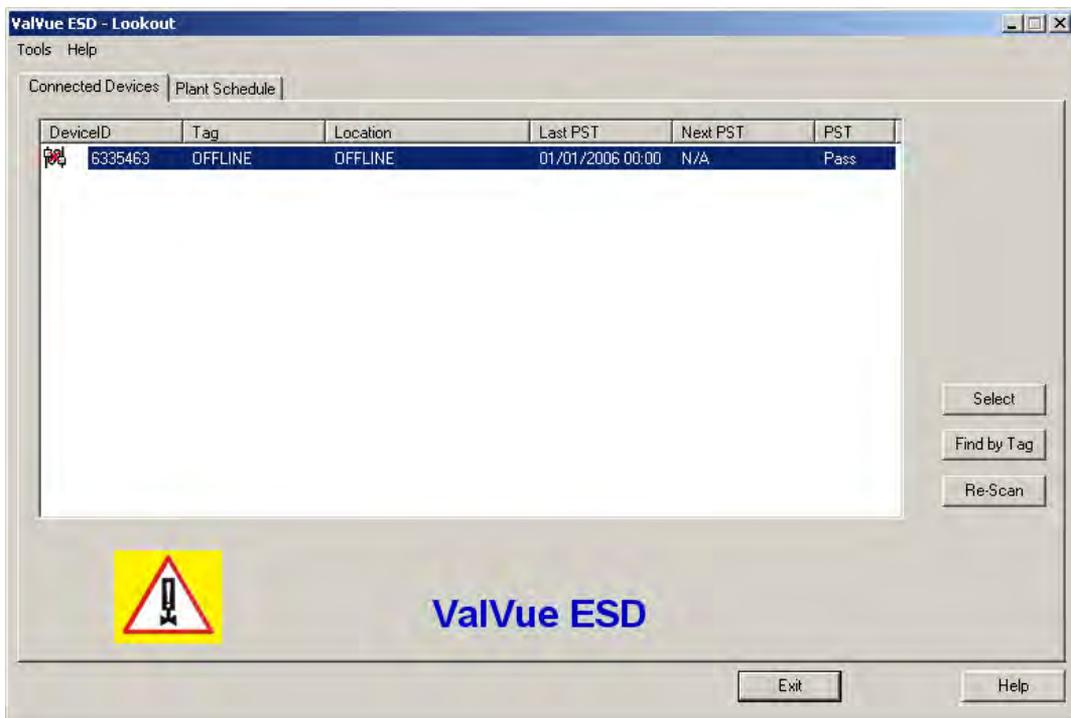 ValVue ESD - Lookout
Tools Help
Connected Devices Plant Schedule
DeviceID Tag Location Last PST Next PST PST
6335463 OFFLINE OFFLINE 01/01/2006 00:00 N/A Pass
Select
Find by Tag
Re-Scan
ValVue ESD
Exit Help